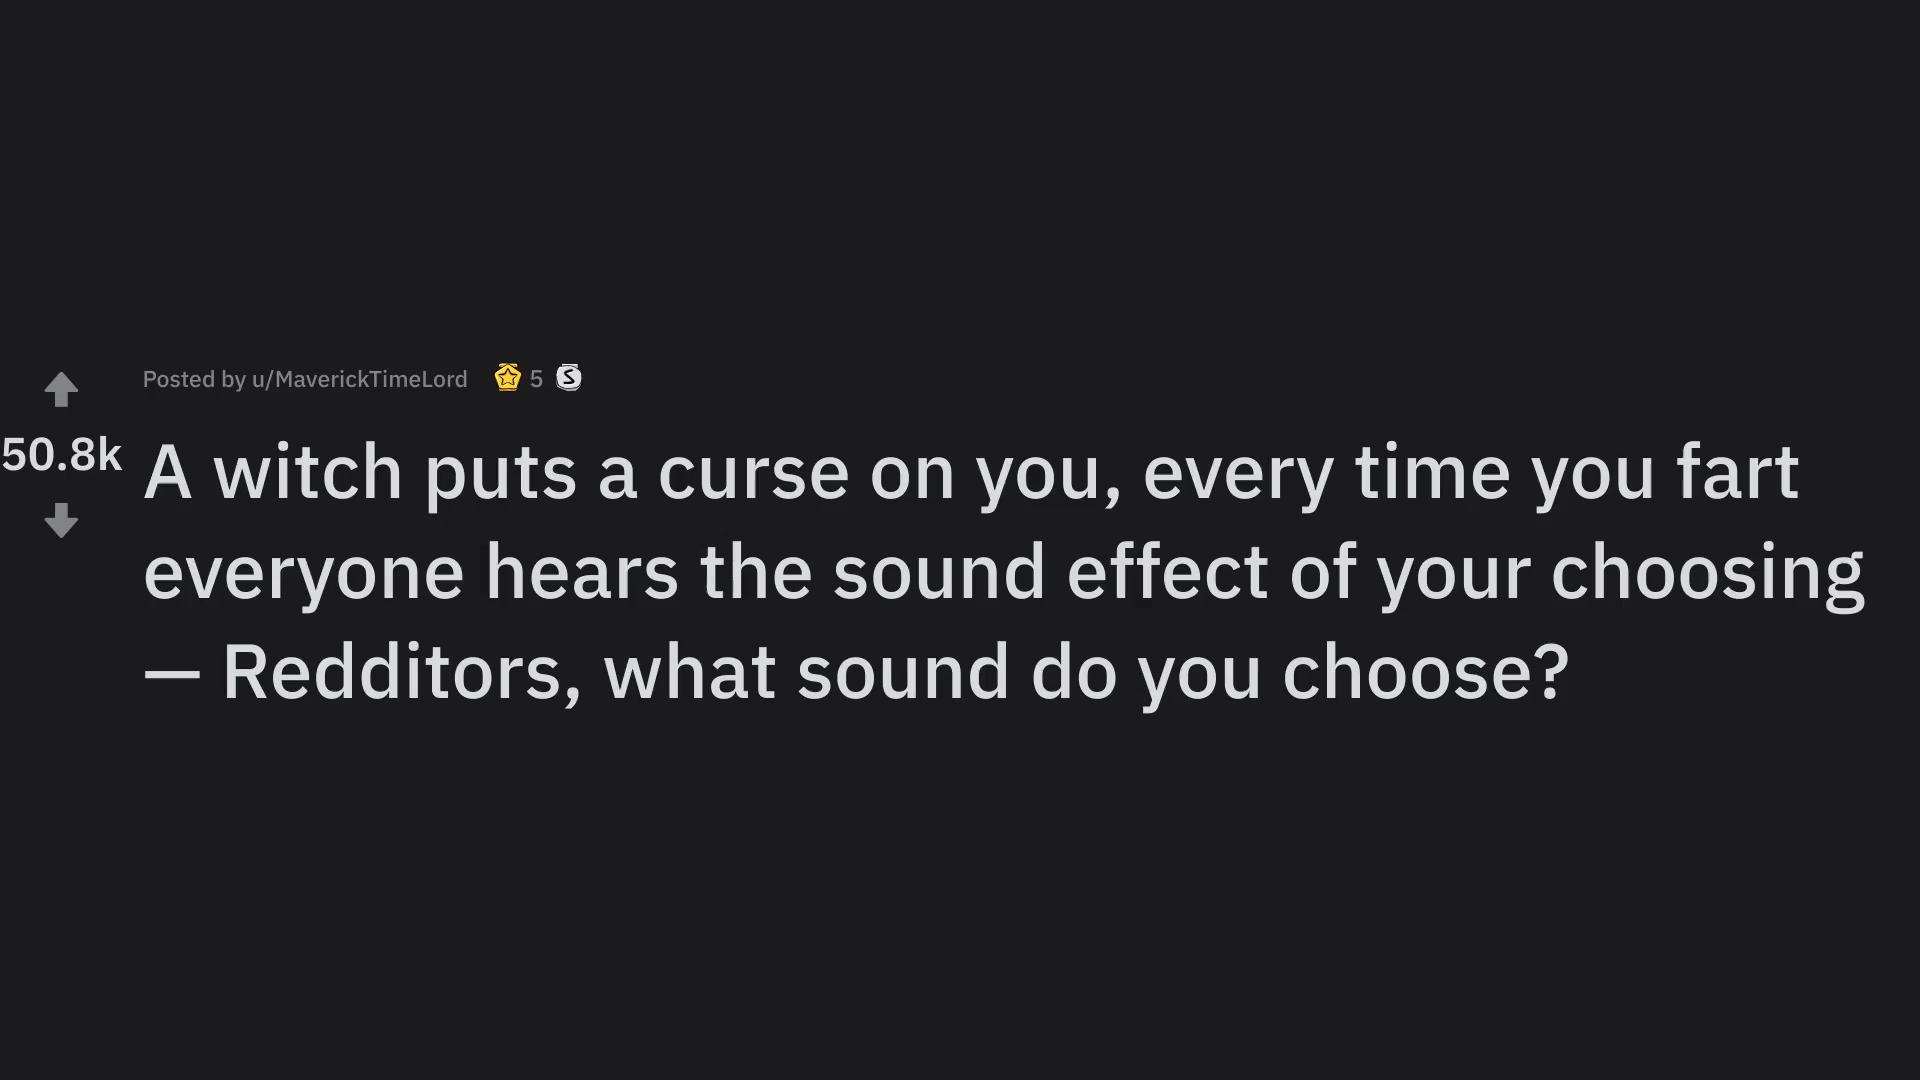 Posted by u/MaverickTimeLord 5 S
50.8k
A witch puts a curse on you, every time you fart
everyone hears the sound effect of your choosing
— Redditors, what sound do you choose?